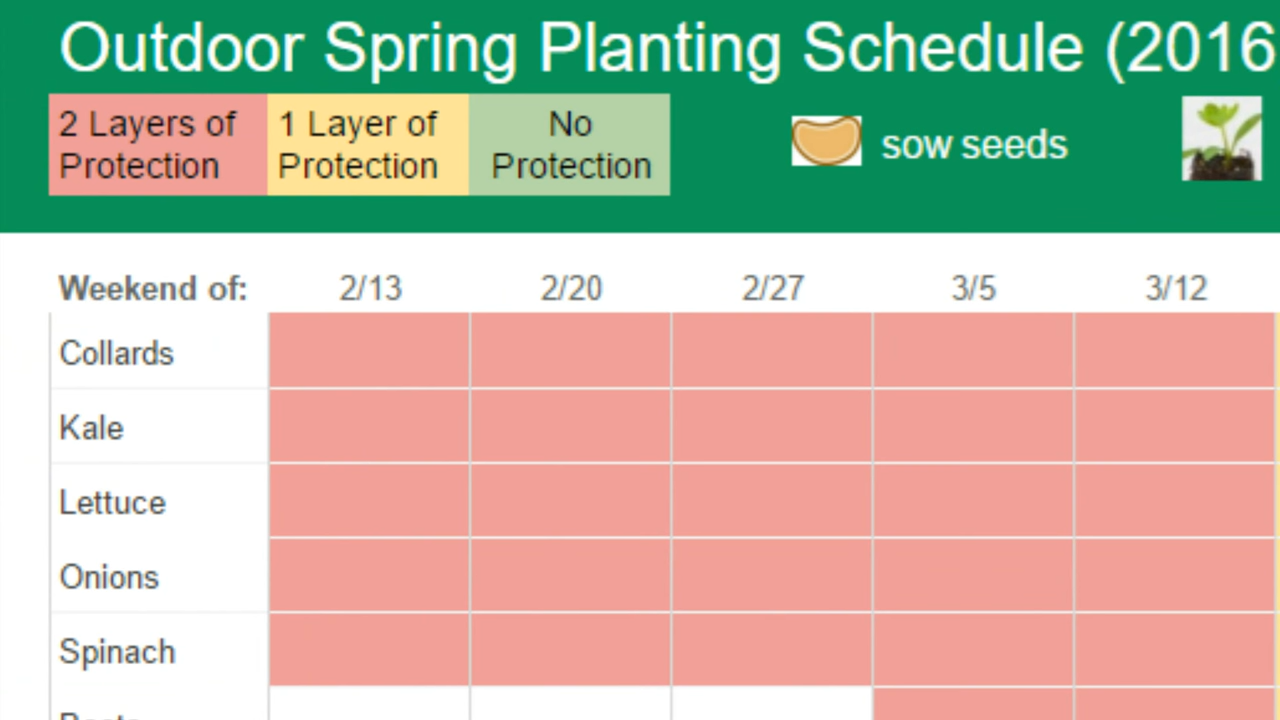 Outdoor Spring Planting Schedule (2016
2 Layers of
Protection
1 Layer of
Protection
No
Protection
sow seeds
Weekend of: 2/13 2/20 2/27 3/5 3/12
Collards
Kale
Lettuce
Onions
Spinach